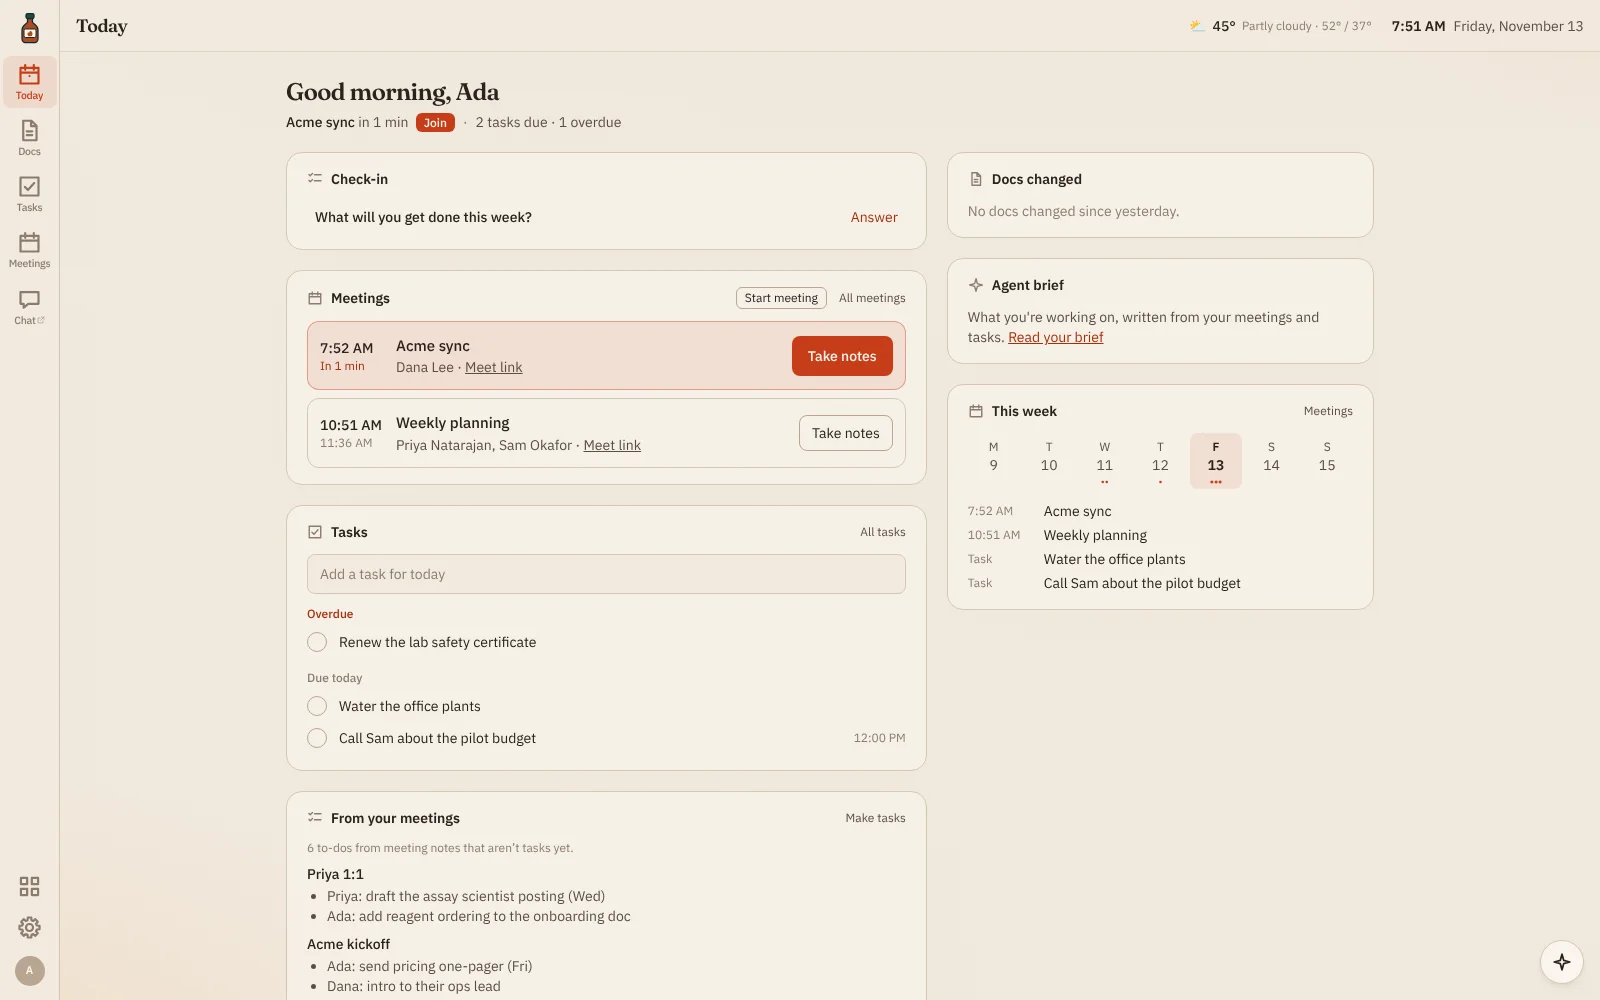 Today
45° Partly cloudy · 52° / 37° 7:51 AM Friday, November 13
Today
Docs
Tasks
Meetings
Chat
A
Good morning, Ada
Acme sync in 1 min Join · 2 tasks due · 1 overdue
Check-in
What will you get done this week? Answer
Meetings Start meeting All meetings
7:52 AM Acme sync
In 1 min Dana Lee · Meet link
Take notes
10:51 AM Weekly planning
11:36 AM Priya Natarajan, Sam Okafor · Meet link
Take notes
Tasks All tasks
Add a task for today
Overdue
Renew the lab safety certificate
Due today
Water the office plants
Call Sam about the pilot budget 12:00 PM
From your meetings Make tasks
6 to-dos from meeting notes that aren't tasks yet.
Priya 1:1
• Priya: draft the assay scientist posting (Wed)
• Ada: add reagent ordering to the onboarding doc
Acme kickoff
• Ada: send pricing one-pager (Fri)
• Dana: intro to their ops lead
Docs changed
No docs changed since yesterday.
Agent brief
What you're working on, written from your meetings and
tasks. Read your brief
This week Meetings
M T W T F S S
9 10 11 12 13 14 15
7:52 AM Acme sync
10:51 AM Weekly planning
Task Water the office plants
Task Call Sam about the pilot budget